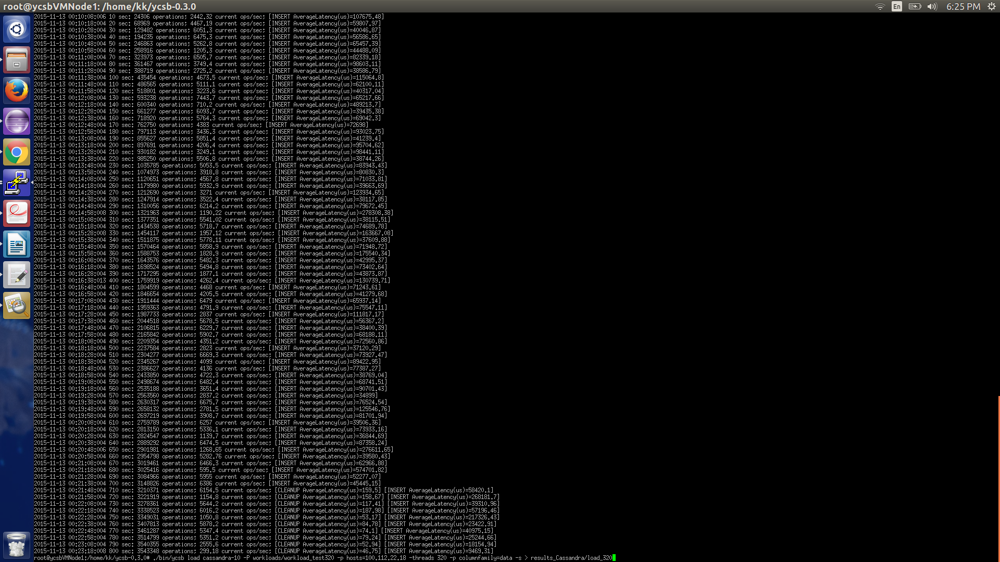 root@ycsbVMNode1: /home/kk/ycsb-0.3.0
En
6:25 PM
2015-11-13 00:10:08:006 10 sec: 24306 operations; 2442.32 current ops/sec; [INSERT AverageLatency(us)=107675.48]
2015-11-13 00:10:18:004 20 sec: 68969 operations; 4467.19 current ops/sec; [INSERT AverageLatency(us)=59807.97]
2015-11-13 00:10:28:004 30 sec: 129482 operations; 6051.3 current ops/sec; [INSERT AverageLatency(us)=40046.87]
2015-11-13 00:10:38:004 40 sec: 194235 operations; 6475.3 current ops/sec; [INSERT AverageLatency(us)=56586.65]
2015-11-13 00:10:48:004 50 sec: 246863 operations; 5262.8 current ops/sec; [INSERT AverageLatency(us)=65457.39]
2015-11-13 00:10:58:004 60 sec: 258916 operations; 1205.3 current ops/sec; [INSERT AverageLatency(us)=44488.09]
2015-11-13 00:11:08:004 70 sec: 323973 operations; 6505.7 current ops/sec; [INSERT AverageLatency(us)=82339.18]
2015-11-13 00:11:18:004 80 sec: 361467 operations; 3749.4 current ops/sec; [INSERT AverageLatency(us)=98603.11]
2015-11-13 00:11:28:004 90 sec: 388719 operations; 2725.2 current ops/sec; [INSERT AverageLatency(us)=38586.79]
2015-11-13 00:11:38:004 100 sec: 435454 operations; 4673.5 current ops/sec; [INSERT AverageLatency(us)=115064.8]
2015-11-13 00:11:48:004 110 sec: 486565 operations; 5111.1 current ops/sec; [INSERT AverageLatency(us)=62100.11]
2015-11-13 00:11:58:004 120 sec: 518801 operations; 3223.6 current ops/sec; [INSERT AverageLatency(us)=40317.04]
2015-11-13 00:12:08:004 130 sec: 593238 operations; 7443.7 current ops/sec; [INSERT AverageLatency(us)=65217.66]
2015-11-13 00:12:18:004 140 sec: 600340 operations; 710.2 current ops/sec; [INSERT AverageLatency(us)=489213.7]
2015-11-13 00:12:28:004 150 sec: 661277 operations; 6093.7 current ops/sec; [INSERT AverageLatency(us)=39435.38]
2015-11-13 00:12:38:004 160 sec: 718920 operations; 5764.3 current ops/sec; [INSERT AverageLatency(us)=69042.3]
2015-11-13 00:12:48:004 170 sec: 762750 operations; 4383 current ops/sec; [INSERT AverageLatency(us)=72698]
2015-11-13 00:12:58:004 180 sec: 797113 operations; 3436.3 current ops/sec; [INSERT AverageLatency(us)=93023.75]
2015-11-13 00:13:08:004 190 sec: 855627 operations; 5851.4 current ops/sec; [INSERT AverageLatency(us)=41239.4]
2015-11-13 00:13:18:004 200 sec: 897691 operations; 4206.4 current ops/sec; [INSERT AverageLatency(us)=95704.62]
2015-11-13 00:13:28:004 210 sec: 930182 operations; 3249.1 current ops/sec; [INSERT AverageLatency(us)=98441.11]
2015-11-13 00:13:38:004 220 sec: 985250 operations; 5506.8 current ops/sec; [INSERT AverageLatency(us)=38744.26]
2015-11-13 00:13:48:004 230 sec: 1035785 operations; 5053.5 current ops/sec; [INSERT AverageLatency(us)=83943.43]
2015-11-13 00:13:58:004 240 sec: 1074973 operations; 3918.8 current ops/sec; [INSERT AverageLatency(us)=80830.3]
2015-11-13 00:14:08:004 250 sec: 1120651 operations; 4567.8 current ops/sec; [INSERT AverageLatency(us)=71033.81]
2015-11-13 00:14:18:004 260 sec: 1179980 operations; 5932.9 current ops/sec; [INSERT AverageLatency(us)=39663.69]
2015-11-13 00:14:28:004 270 sec: 1212690 operations; 3271 current ops/sec; [INSERT AverageLatency(us)=123934.65]
2015-11-13 00:14:38:004 280 sec: 1247914 operations; 3522.4 current ops/sec; [INSERT AverageLatency(us)=38117.85]
2015-11-13 00:14:48:004 290 sec: 1310056 operations; 6214.2 current ops/sec; [INSERT AverageLatency(us)=79672.45]
2015-11-13 00:14:58:008 300 sec: 1321963 operations; 1190.22 current ops/sec; [INSERT AverageLatency(us)=278308.38]
2015-11-13 00:15:08:004 310 sec: 1377351 operations; 5541.02 current ops/sec; [INSERT AverageLatency(us)=38115.51]
2015-11-13 00:15:18:004 320 sec: 1434538 operations; 5718.7 current ops/sec; [INSERT AverageLatency(us)=74689.78]
2015-11-13 00:15:28:008 330 sec: 1454117 operations; 1957.12 current ops/sec; [INSERT AverageLatency(us)=163667.08]
2015-11-13 00:15:38:004 340 sec: 1511875 operations; 5778.11 current ops/sec; [INSERT AverageLatency(us)=37609.88]
2015-11-13 00:15:48:004 350 sec: 1570464 operations; 5858.9 current ops/sec; [INSERT AverageLatency(us)=71948.72]
2015-11-13 00:15:58:004 360 sec: 1588753 operations; 1828.9 current ops/sec; [INSERT AverageLatency(us)=175540.34]
2015-11-13 00:16:08:004 370 sec: 1643576 operations; 5482.3 current ops/sec; [INSERT AverageLatency(us)=42995.37]
2015-11-13 00:16:18:004 380 sec: 1698524 operations; 5494.8 current ops/sec; [INSERT AverageLatency(us)=73402.64]
2015-11-13 00:16:28:004 390 sec: 1717295 operations; 1877.1 current ops/sec; [INSERT AverageLatency(us)=43873.87]
2015-11-13 00:16:38:013 400 sec: 1759919 operations; 4262.4 current ops/sec; [INSERT AverageLatency(us)=130739.71]
2015-11-13 00:16:48:004 410 sec: 1804599 operations; 4468 current ops/sec; [INSERT AverageLatency(us)=71243.61]
2015-11-13 00:16:58:004 420 sec: 1846654 operations; 4205.5 current ops/sec; [INSERT AverageLatency(us)=41279.68]
2015-11-13 00:17:08:004 430 sec: 1911444 operations; 6479 current ops/sec; [INSERT AverageLatency(us)=65937.14]
2015-11-13 00:17:18:004 440 sec: 1959363 operations; 4791.9 current ops/sec; [INSERT AverageLatency(us)=75547.11]
2015-11-13 00:17:28:004 450 sec: 1987733 operations; 2837 current ops/sec; [INSERT AverageLatency(us)=111817.17]
2015-11-13 00:17:38:004 460 sec: 2044518 operations; 5678.5 current ops/sec; [INSERT AverageLatency(us)=56367.2]
2015-11-13 00:17:48:004 470 sec: 2106815 operations; 6229.7 current ops/sec; [INSERT AverageLatency(us)=38400.39]
2015-11-13 00:17:58:004 480 sec: 2165842 operations; 5902.7 current ops/sec; [INSERT AverageLatency(us)=68188.11]
2015-11-13 00:18:08:004 490 sec: 2209354 operations; 4351.2 current ops/sec; [INSERT AverageLatency(us)=72560.86]
2015-11-13 00:18:18:004 500 sec: 2237584 operations; 2823 current ops/sec; [INSERT AverageLatency(us)=37120.29]
2015-11-13 00:18:28:004 510 sec: 2304277 operations; 6669.3 current ops/sec; [INSERT AverageLatency(us)=73927.47]
2015-11-13 00:18:38:004 520 sec: 2345267 operations; 4099 current ops/sec; [INSERT AverageLatency(us)=89422.95]
2015-11-13 00:18:48:004 530 sec: 2386627 operations; 4136 current ops/sec; [INSERT AverageLatency(us)=77387.27]
2015-11-13 00:18:58:004 540 sec: 2433850 operations; 4722.3 current ops/sec; [INSERT AverageLatency(us)=38769.04]
2015-11-13 00:19:08:004 550 sec: 2498674 operations; 6482.4 current ops/sec; [INSERT AverageLatency(us)=68741.51]
2015-11-13 00:19:18:004 560 sec: 2535188 operations; 3651.4 current ops/sec; [INSERT AverageLatency(us)=90701.43]
2015-11-13 00:19:28:004 570 sec: 2563560 operations; 2837.2 current ops/sec; [INSERT AverageLatency(us)=34899]
2015-11-13 00:19:38:004 580 sec: 2630317 operations; 6675.7 current ops/sec; [INSERT AverageLatency(us)=76524.54]
2015-11-13 00:19:48:004 590 sec: 2658132 operations; 2781.5 current ops/sec; [INSERT AverageLatency(us)=125546.76]
2015-11-13 00:19:58:004 600 sec: 2697219 operations; 3908.7 current ops/sec; [INSERT AverageLatency(us)=81701.94]
2015-11-13 00:20:08:004 610 sec: 2759789 operations; 6257 current ops/sec; [INSERT AverageLatency(us)=39506.36]
2015-11-13 00:20:18:004 620 sec: 2813150 operations; 5336.1 current ops/sec; [INSERT AverageLatency(us)=73933.16]
2015-11-13 00:20:28:004 630 sec: 2824547 operations; 1139.7 current ops/sec; [INSERT AverageLatency(us)=36844.69]
2015-11-13 00:20:38:004 640 sec: 2889292 operations; 6474.5 current ops/sec; [INSERT AverageLatency(us)=87358.24]
2015-11-13 00:20:48:006 650 sec: 2901981 operations; 1268.65 current ops/sec; [INSERT AverageLatency(us)=276611.65]
2015-11-13 00:20:58:004 660 sec: 2954798 operations; 5282.76 current ops/sec; [INSERT AverageLatency(us)=39580.43]
2015-11-13 00:21:08:004 670 sec: 3019461 operations; 6466.3 current ops/sec; [INSERT AverageLatency(us)=62966.88]
2015-11-13 00:21:18:004 680 sec: 3025416 operations; 595.5 current ops/sec; [INSERT AverageLatency(us)=574701.82]
2015-11-13 00:21:28:004 690 sec: 3084966 operations; 5955 current ops/sec; [INSERT AverageLatency(us)=52277.07]
2015-11-13 00:21:38:004 700 sec: 3148826 operations; 6386 current ops/sec; [INSERT AverageLatency(us)=45445.15]
2015-11-13 00:21:48:004 710 sec: 3210371 operations; 6154.5 current ops/sec; [CLEANUP AverageLatency(us)=159.5] [INSERT AverageLatency(us)=58420.1]
2015-11-13 00:21:58:004 720 sec: 3221919 operations; 1154.8 current ops/sec; [CLEANUP AverageLatency(us)=158.67] [INSERT AverageLatency(us)=268181.7]
2015-11-13 00:22:08:004 730 sec: 3278361 operations; 5644.2 current ops/sec; [CLEANUP AverageLatency(us)=117.41] [INSERT AverageLatency(us)=39310.96]
2015-11-13 00:22:18:004 740 sec: 3338523 operations; 6016.2 current ops/sec; [CLEANUP AverageLatency(us)=187.98] [INSERT AverageLatency(us)=57196.46]
2015-11-13 00:22:28:004 750 sec: 3349031 operations; 1050.8 current ops/sec; [CLEANUP AverageLatency(us)=53.17] [INSERT AverageLatency(us)=217326.43]
2015-11-13 00:22:38:004 760 sec: 3407813 operations; 5878.2 current ops/sec; [CLEANUP AverageLatency(us)=84.78] [INSERT AverageLatency(us)=23422.91]
2015-11-13 00:22:48:004 770 sec: 3461287 operations; 5347.4 current ops/sec; [CLEANUP AverageLatency(us)=74.1] [INSERT AverageLatency(us)=40975.15]
2015-11-13 00:22:58:004 780 sec: 3514799 operations; 5351.2 current ops/sec; [CLEANUP AverageLatency(us)=79.24] [INSERT AverageLatency(us)=25244.66]
2015-11-13 00:23:08:004 790 sec: 3540355 operations; 2555.6 current ops/sec; [CLEANUP AverageLatency(us)=52.94] [INSERT AverageLatency(us)=18154.94]
2015-11-13 00:23:18:008 800 sec: 3543348 operations; 299.18 current ops/sec; [CLEANUP AverageLatency(us)=46.75] [INSERT AverageLatency(us)=9469.31]
root@ycsbVMNode1:/home/kk/ycsb-0.3.0# ./bin/ycsb load cassandra-10 -P workloads/workload_test320 -p hosts=100.112.22.18 -threads 320 -p columnfamily=data -s > results_Cassandra/load_320